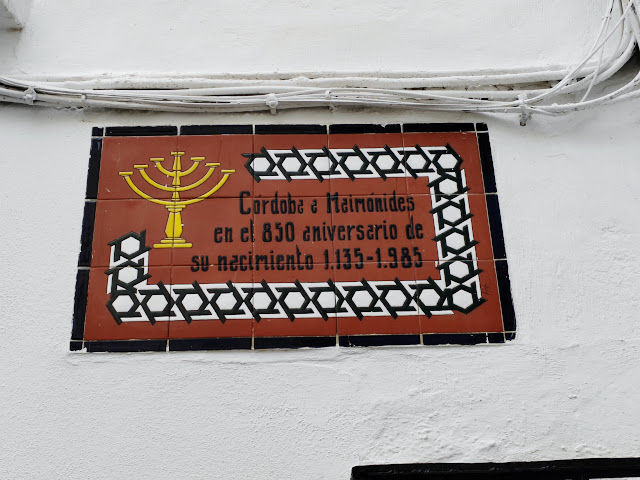 Córdoba a Maimónides
en el 850 aniversario de
su nacimiento 1.135-1.985